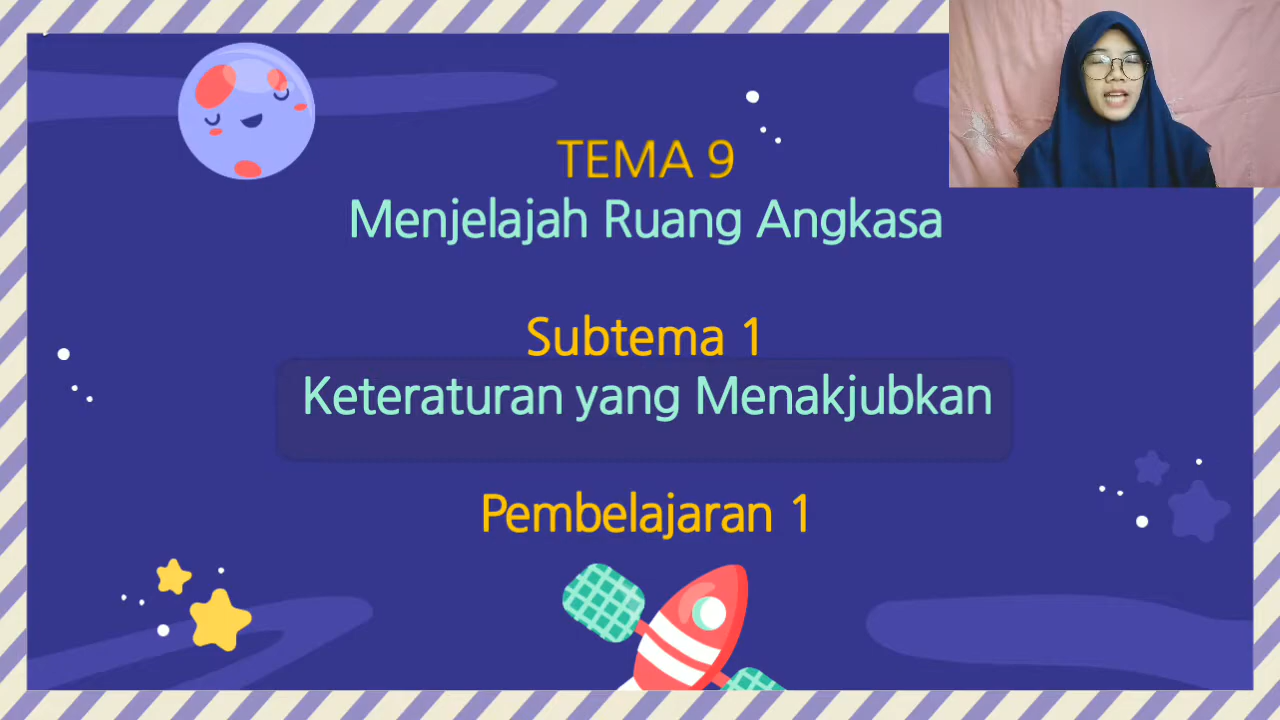 TEMA 9
Menjelajah Ruang Angkasa
Subtema 1
Keteraturan yang Menakjubkan
Pembelajaran 1